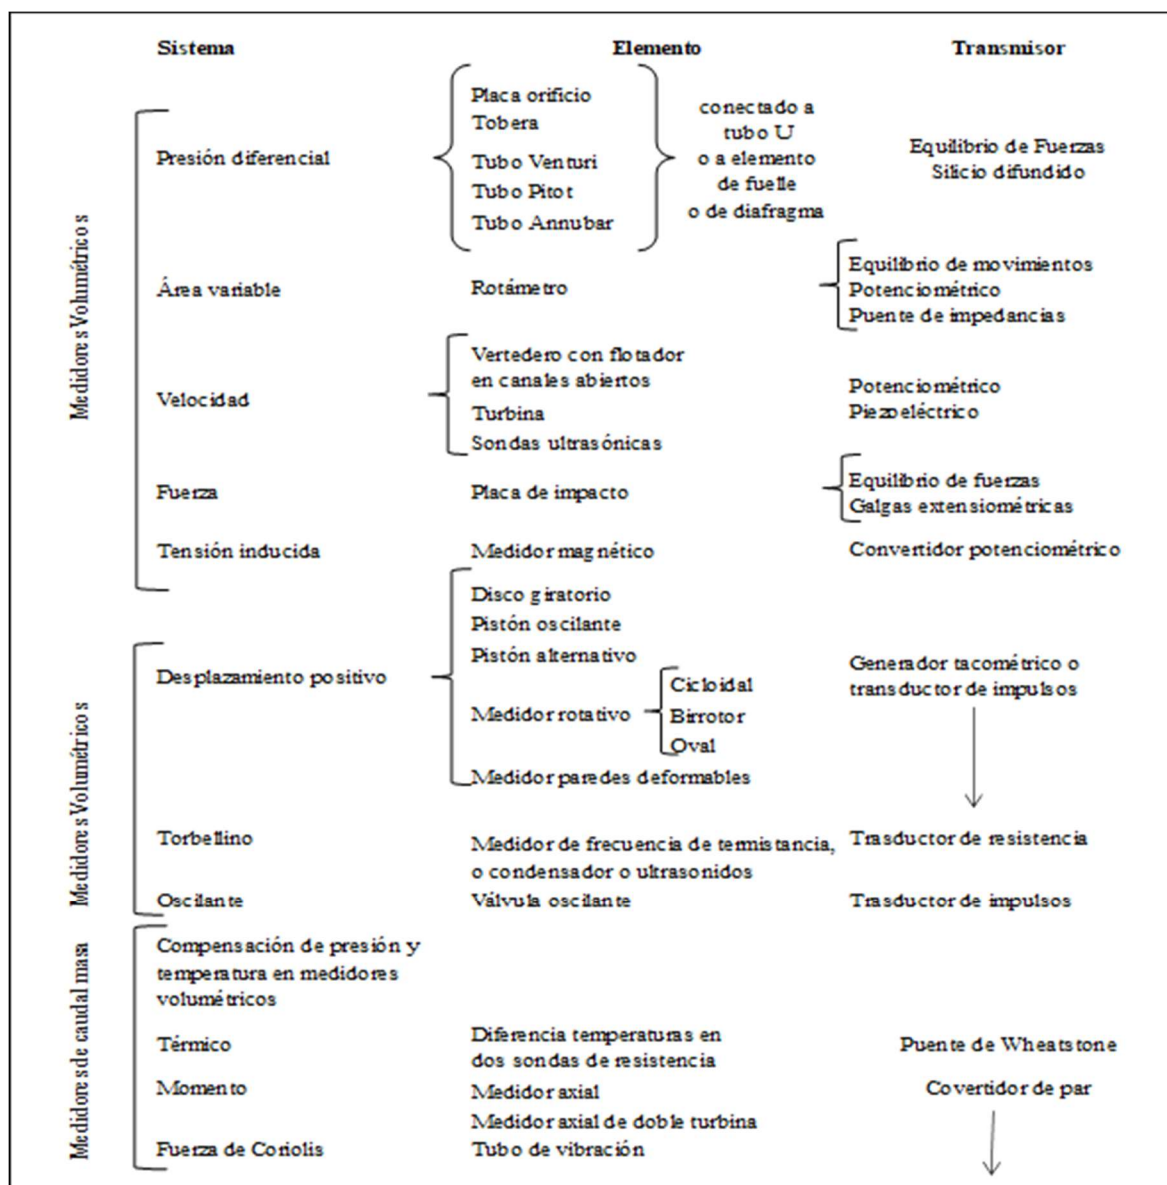 Sistema Elemento Transmisor
Medidores Volumétricos
Presión diferencial
Placa orificio
Tobera
Tubo Venturi
Tubo Pitot
Tubo Annubar
conectado a
tubo U
o a elemento
de fuelle
o de diafragma
Equilibrio de Fuerzas
Silicio difundido
Área variable
Rotámetro
Equilibrio de movimientos
Potenciométrico
Puente de impedancias
Velocidad
Vertedero con flotador
en canales abiertos
Turbina
Sondas ultrasónicas
Potenciométrico
Piezoeléctrico
Fuerza
Placa de impacto
Equilibrio de fuerzas
Galgas extensiométricas
Tensión inducida
Medidor magnético
Convertidor potenciométrico
Medidores Volumétricos
Desplazamiento positivo
Disco giratorio
Pistón oscilante
Pistón alternativo
Medidor rotativo
Cicloidal
Birrotor
Oval
Medidor paredes deformables
Generador tacométrico o
transductor de impulsos
Torbellino
Medidor de frecuencia de termistancia,
o condensador o ultrasonidos
Trasductor de resistencia
Oscilante
Válvula oscilante
Trasductor de impulsos
Medidores de caudal masa
Compensación de presión y
temperatura en medidores
volumétricos
Térmico
Diferencia temperaturas en
dos sondas de resistencia
Puente de Wheatstone
Momento
Medidor axial
Medidor axial de doble turbina
Covertidor de par
Fuerza de Coriolis
Tubo de vibración